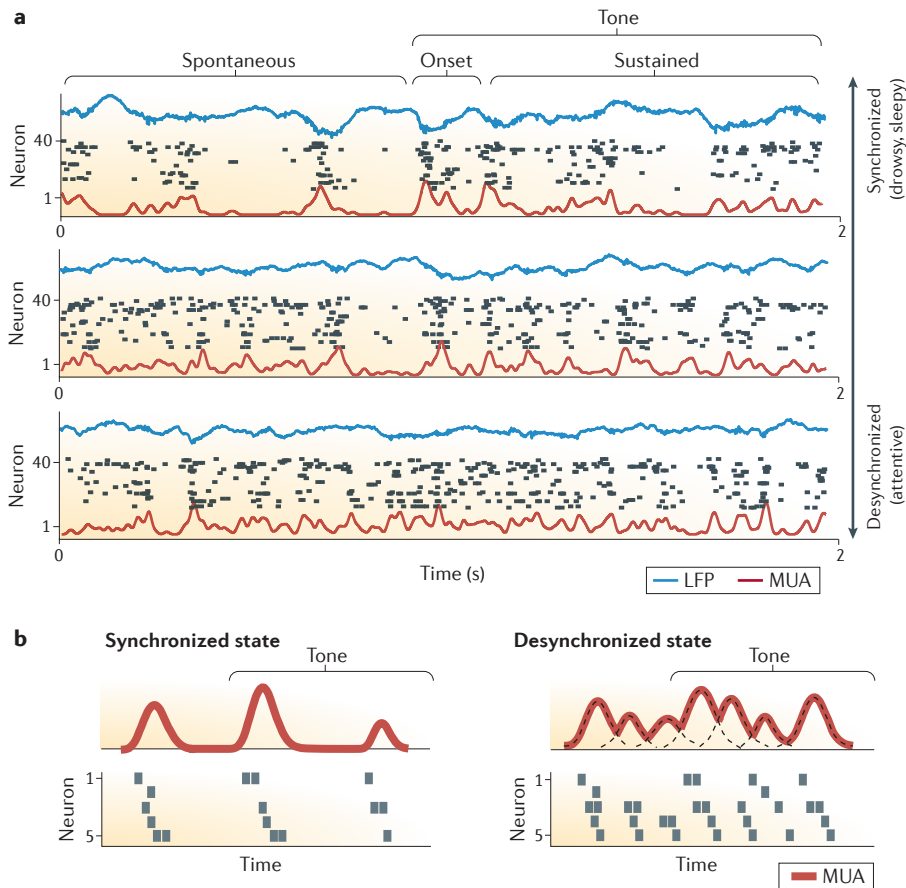 a
Tone
Spontaneous
Onset
Sustained
Neuron
40
1
0
2
Neuron
40
1
0
2
Neuron
40
1
0
2
Time (s)
Synchronized
(drowsy, sleepy)
Desynchronized
(attentive)
LFP
MUA
b
Synchronized state
Tone
Neuron
1
5
Time
Desynchronized state
Tone
Neuron
1
5
Time
MUA